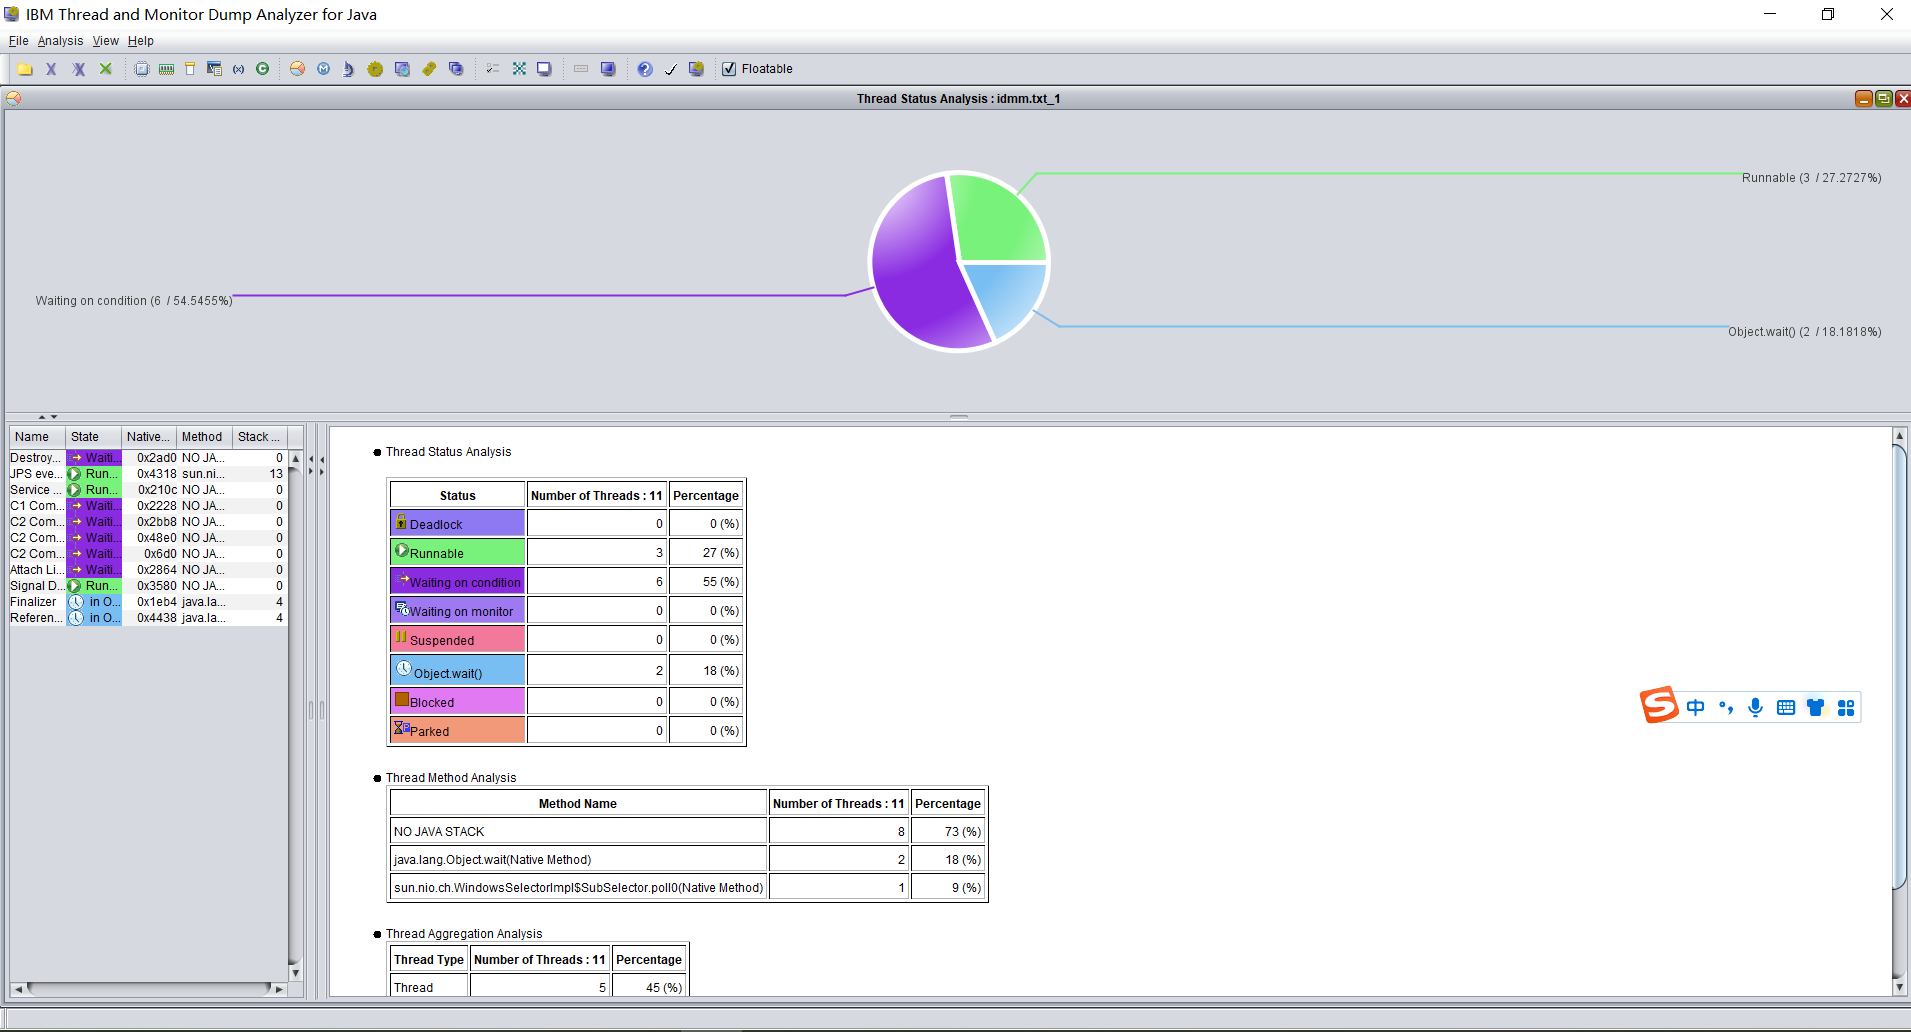 IBM Thread and Monitor Dump Analyzer for Java
File Analysis View Help
Floatable
Thread Status Analysis : idmm.txt_1
Runnable (3 / 27.2727%)
Waiting on condition (6 / 54.5455%)
Object.wait() (2 / 18.1818%)
Name State Native... Method Stack ...
Destroy... Waiti... 0x2ad0 NO JA... 0
JPS eve... Run... 0x4318 sun.ni... 13
Service ... Run... 0x210c NO JA... 0
C1 Com... Waiti... 0x2228 NO JA... 0
C2 Com... Waiti... 0x2bb8 NO JA... 0
C2 Com... Waiti... 0x48e0 NO JA... 0
C2 Com... Waiti... 0x6d0 NO JA... 0
Attach Li... Waiti... 0x2864 NO JA... 0
Signal D... Run... 0x3580 NO JA... 0
Finalizer in O... 0x1eb4 java.la... 4
Referen... in O... 0x4438 java.la... 4
Thread Status Analysis
Status Number of Threads : 11 Percentage
Deadlock 0 0 (%)
Runnable 3 27 (%)
Waiting on condition 6 55 (%)
Waiting on monitor 0 0 (%)
Suspended 0 0 (%)
Object.wait() 2 18 (%)
Blocked 0 0 (%)
Parked 0 0 (%)
中
Thread Method Analysis
Method Name Number of Threads : 11 Percentage
NO JAVA STACK 8 73 (%)
java.lang.Object.wait(Native Method) 2 18 (%)
sun.nio.ch.WindowsSelectorImpl$SubSelector.poll0(Native Method) 1 9 (%)
Thread Aggregation Analysis
Thread Type Number of Threads : 11 Percentage
Thread 5 45 (%)